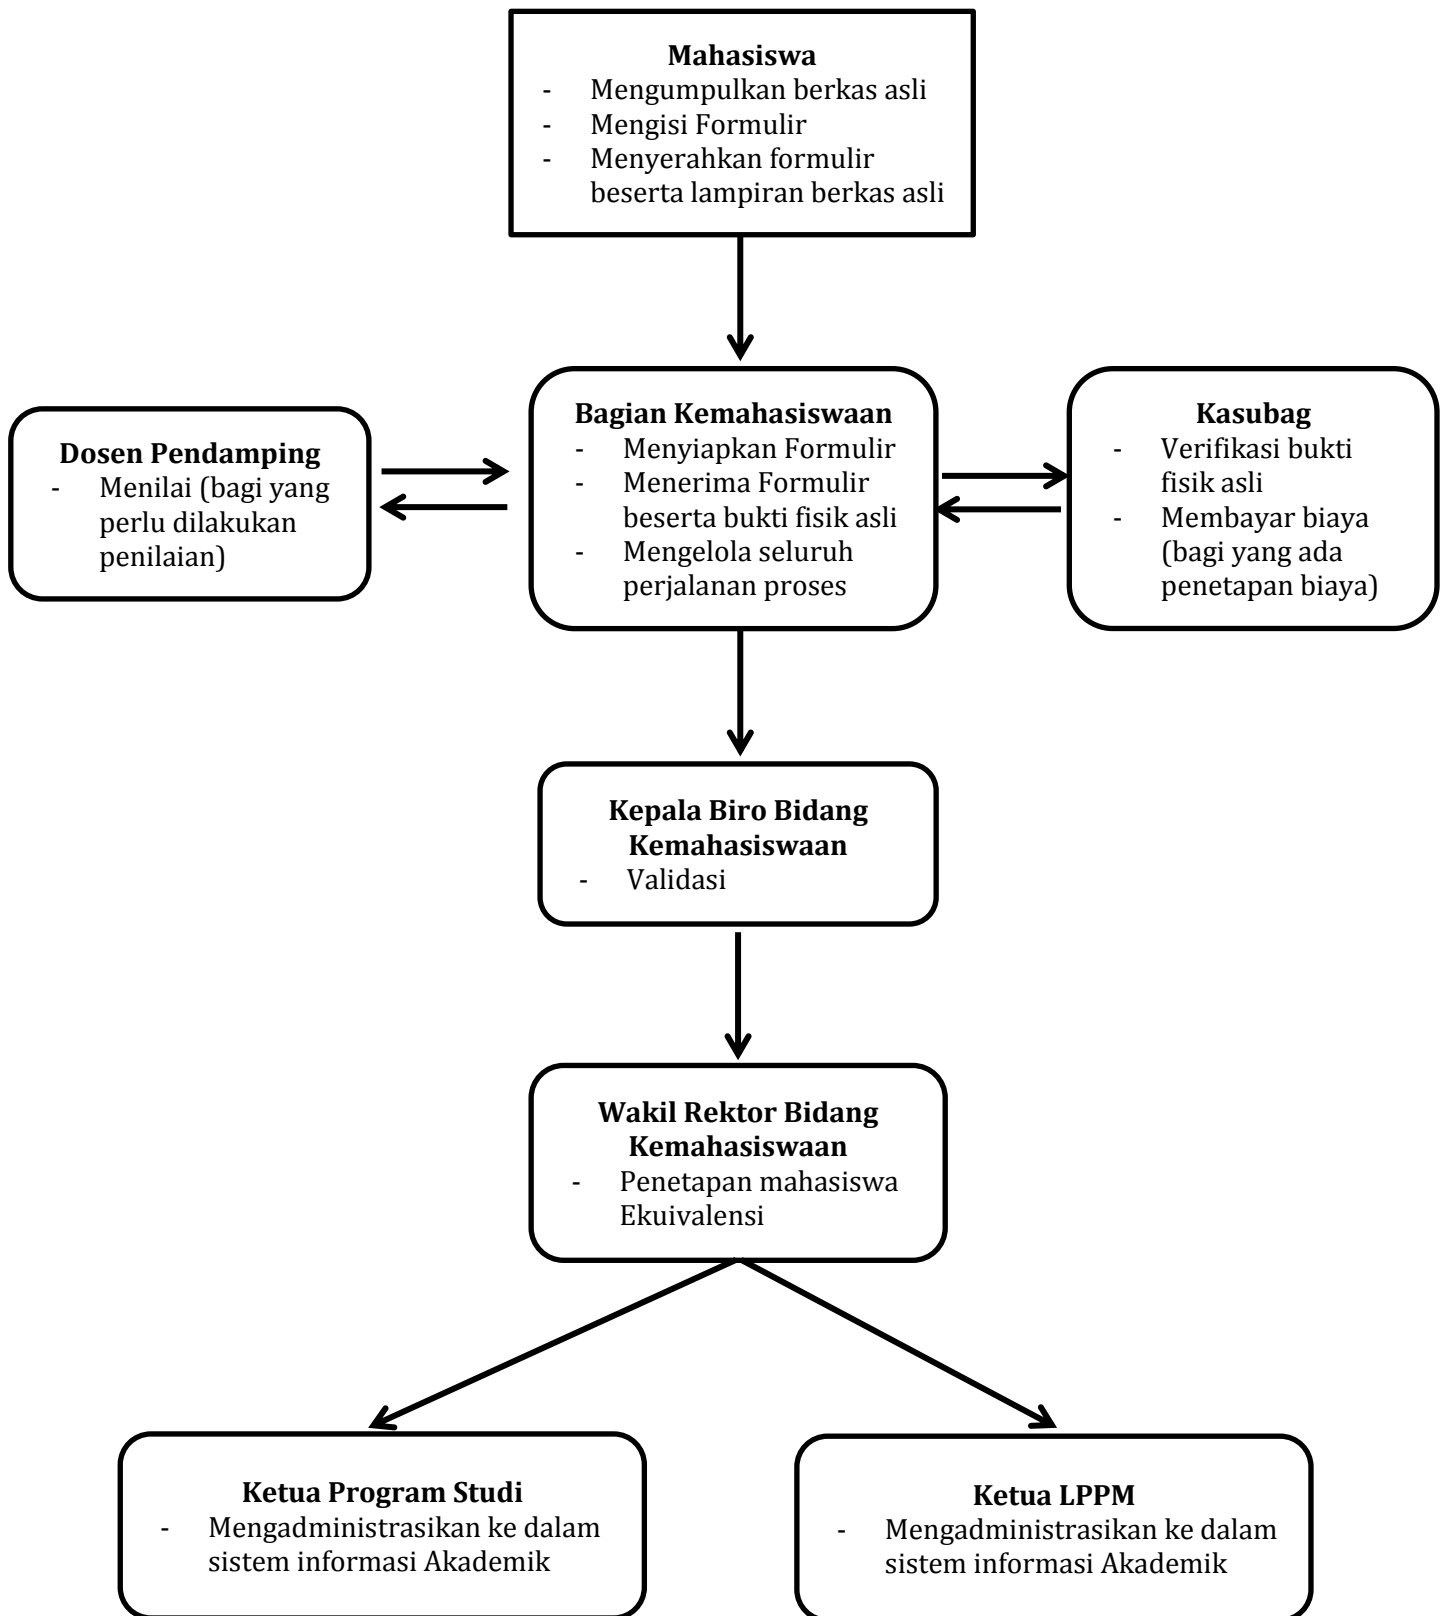 Mahasiswa
- Mengumpulkan berkas asli
- Mengisi Formulir
- Menyerahkan formulir
beserta lampiran berkas asli
Dosen Pendamping
- Menilai (bagi yang
perlu dilakukan
penilaian)
Bagian Kemahasiswaan
- Menyiapkan Formulir
- Menerima Formulir
beserta bukti fisik asli
- Mengelola seluruh
perjalanan proses
Kasubag
- Verifikasi bukti
fisik asli
- Membayar biaya
(bagi yang ada
penetapan biaya)
Kepala Biro Bidang
Kemahasiswaan
- Validasi
Wakil Rektor Bidang
Kemahasiswaan
- Penetapan mahasiswa
Ekuivalensi
Ketua Program Studi
- Mengadministrasikan ke dalam
sistem informasi Akademik
Ketua LPPM
- Mengadministrasikan ke dalam
sistem informasi Akademik